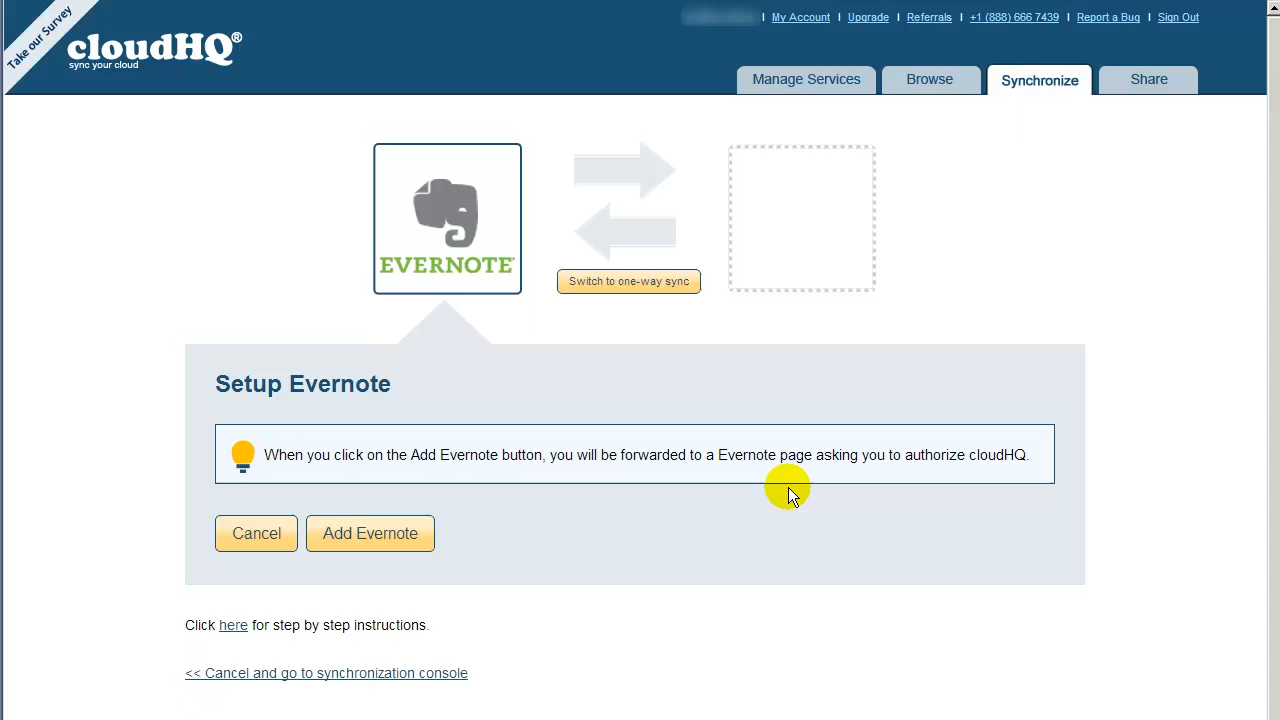 Take our Survey
cloudHQ®
sync your cloud
| My Account | Upgrade | Referrals | +1 (888) 666 7439 | Report a Bug | Sign Out
Manage Services Browse Synchronize Share
EVERNOTE
Switch to one-way sync
Setup Evernote
When you click on the Add Evernote button, you will be forwarded to a Evernote page asking you to authorize cloudHQ.
Cancel Add Evernote
Click here for step by step instructions.
<< Cancel and go to synchronization console